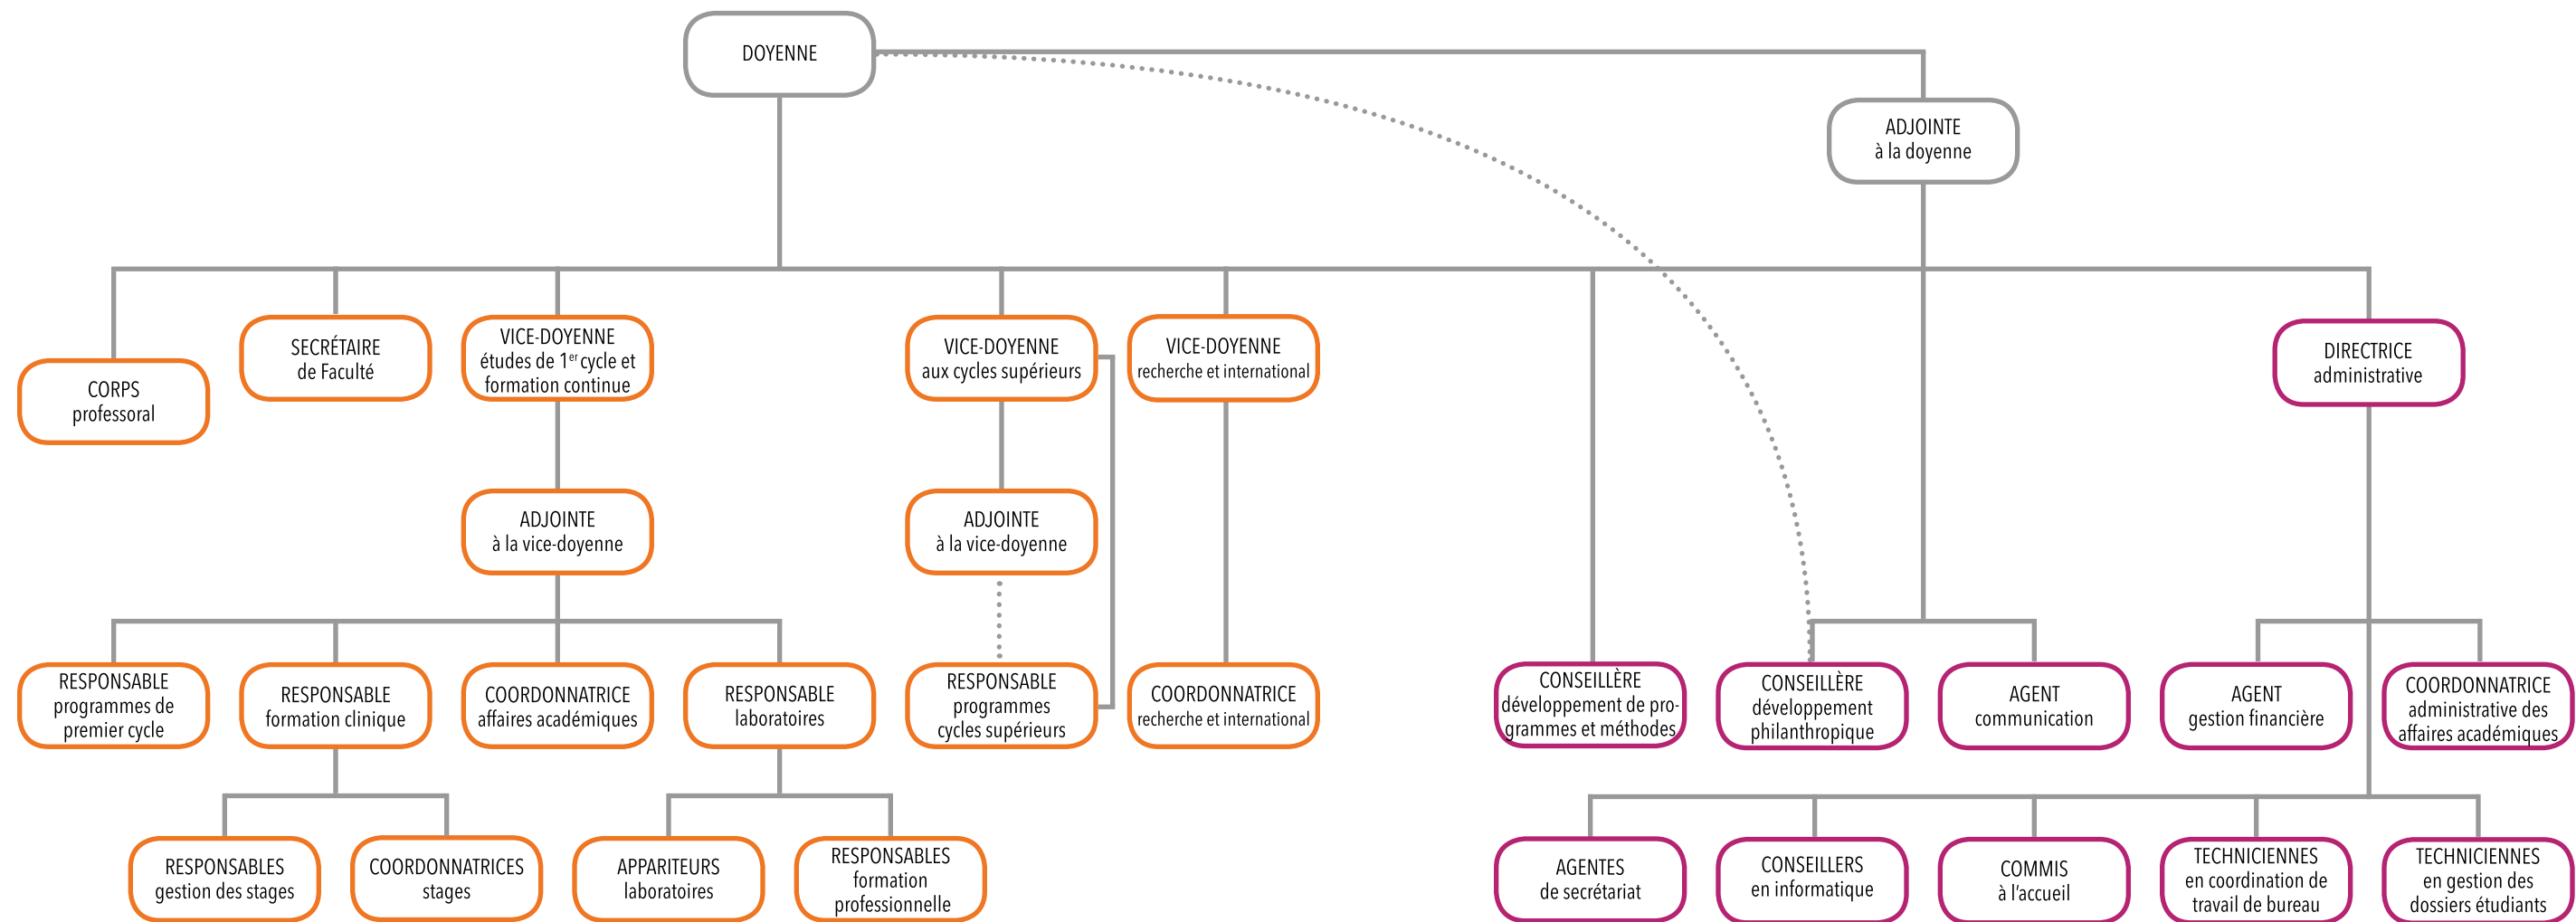 DOYENNE
ADJOINTE
à la doyenne
CORPS
professoral
SECRÉTAIRE
de Faculté
VICE-DOYENNE
études de 1er cycle et
formation continue
VICE-DOYENNE
aux cycles supérieurs
VICE-DOYENNE
recherche et international
DIRECTRICE
administrative
ADJOINTE
à la vice-doyenne
ADJOINTE
à la vice-doyenne
RESPONSABLE
programmes de
premier cycle
RESPONSABLE
formation clinique
COORDONNATRICE
affaires académiques
RESPONSABLE
laboratoires
RESPONSABLE
programmes
cycles supérieurs
COORDONNATRICE
recherche et international
CONSEILLÈRE
développement de pro-
grammes et méthodes
CONSEILLÈRE
développement
philanthropique
AGENT
communication
AGENT
gestion financière
COORDONNATRICE
administrative des
affaires académiques
RESPONSABLES
gestion des stages
COORDONNATRICES
stages
APPARITEURS
laboratoires
RESPONSABLES
formation
professionnelle
AGENTES
de secrétariat
CONSEILLERS
en informatique
COMMIS
à l'accueil
TECHNICIENNES
en coordination de
travail de bureau
TECHNICIENNES
en gestion des
dossiers étudiants